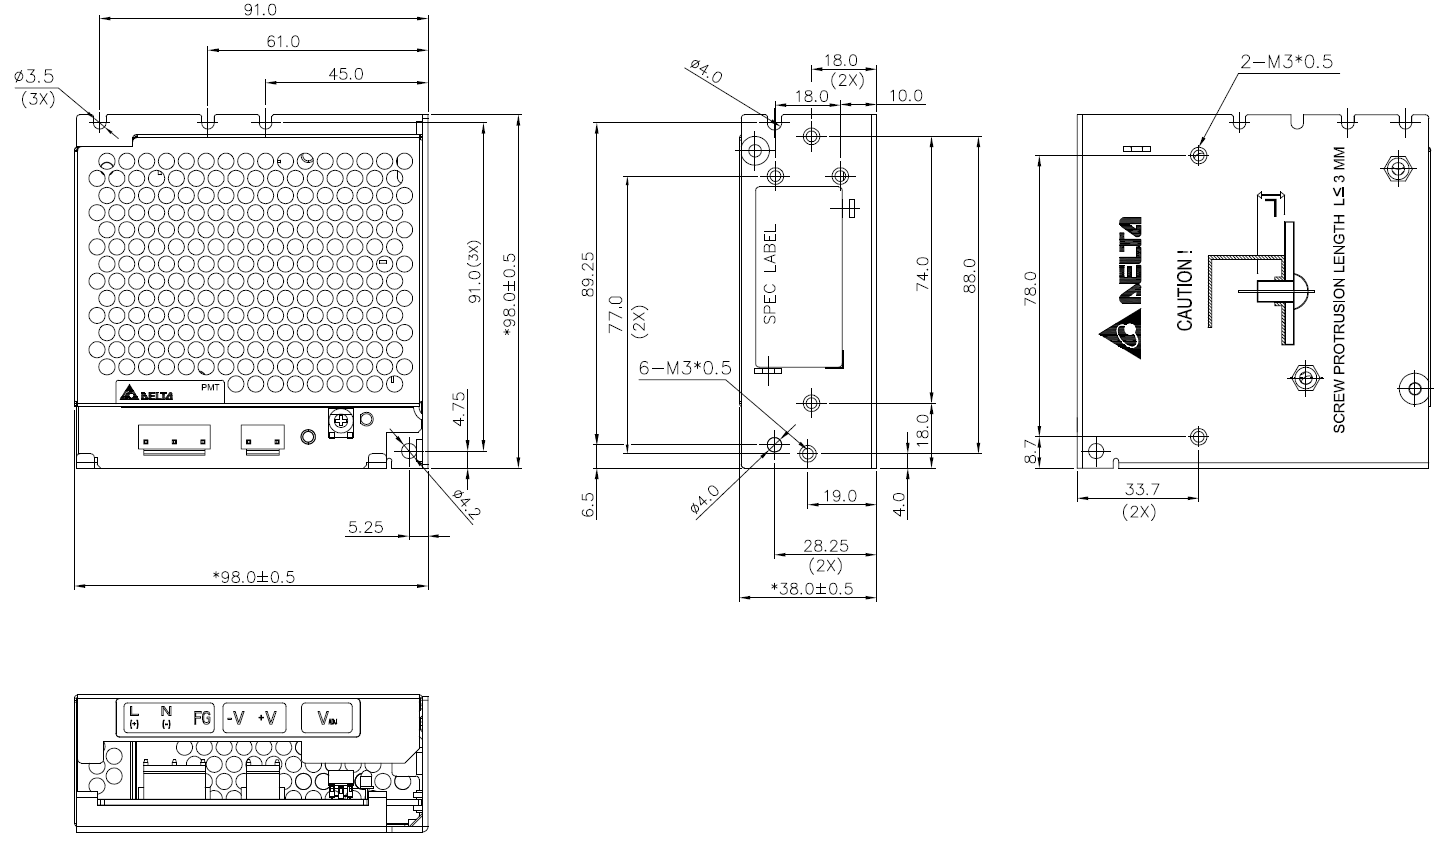 91.0
61.0
45.0
ø3.5
(3X)
91.0(3X)
*98.0±0.5
4.75
DELTA
PMT
ø4.2
5.25
*98.0±0.5
18.0
(2X)
ø4.0
18.0
10.0
89.25
77.0
(2X)
SPEC LABEL
74.0
88.0
6-M3*0.5
18.0
6.5
ø4.0
19.0
4.0
28.25
(2X)
*38.0±0.5
2-M3*0.5
78.0
DELTA
CAUTION!
L
SCREW PROTRUSION LENGTH L≤ 3 MM
8.7
33.7
(2X)
L N FG -V +V VADJ
(+) (-)